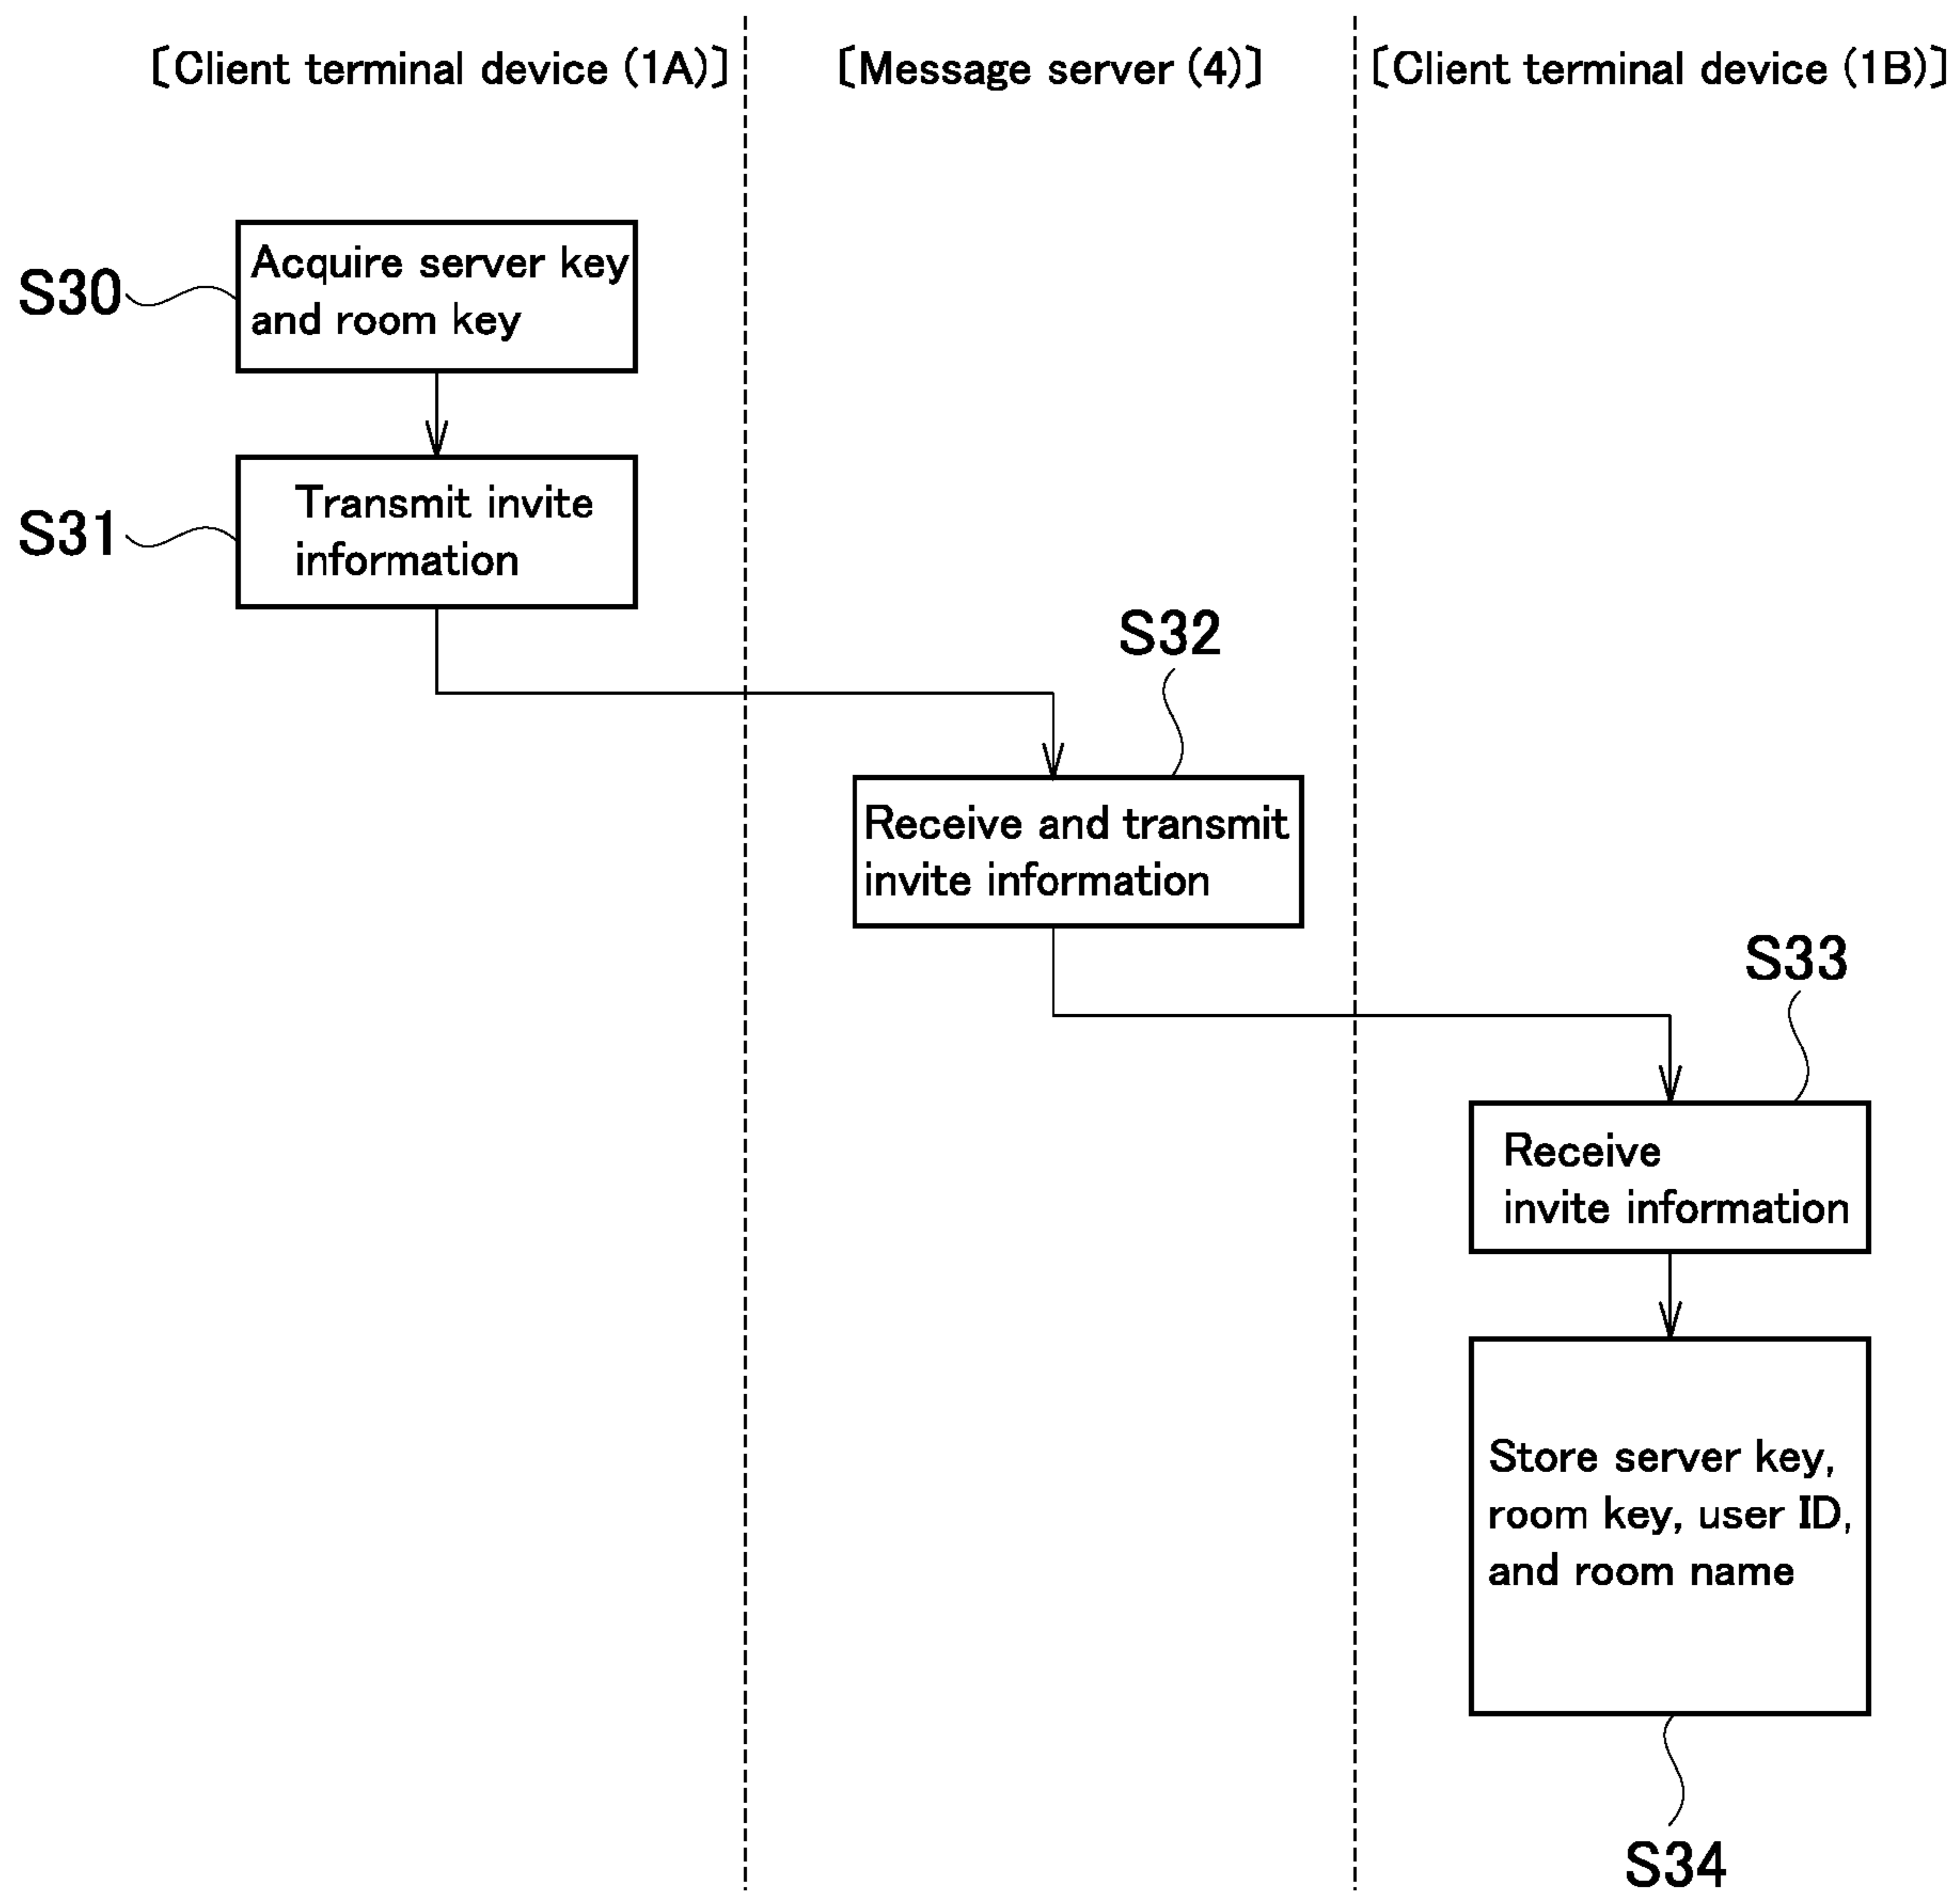 〔Client terminal device (1A)〕
〔Message server (4)〕
〔Client terminal device (1B)〕
S30
Acquire server key
and room key
S31
Transmit invite
information
S32
Receive and transmit
invite information
S33
Receive
invite information
Store server key,
room key, user ID,
and room name
S34